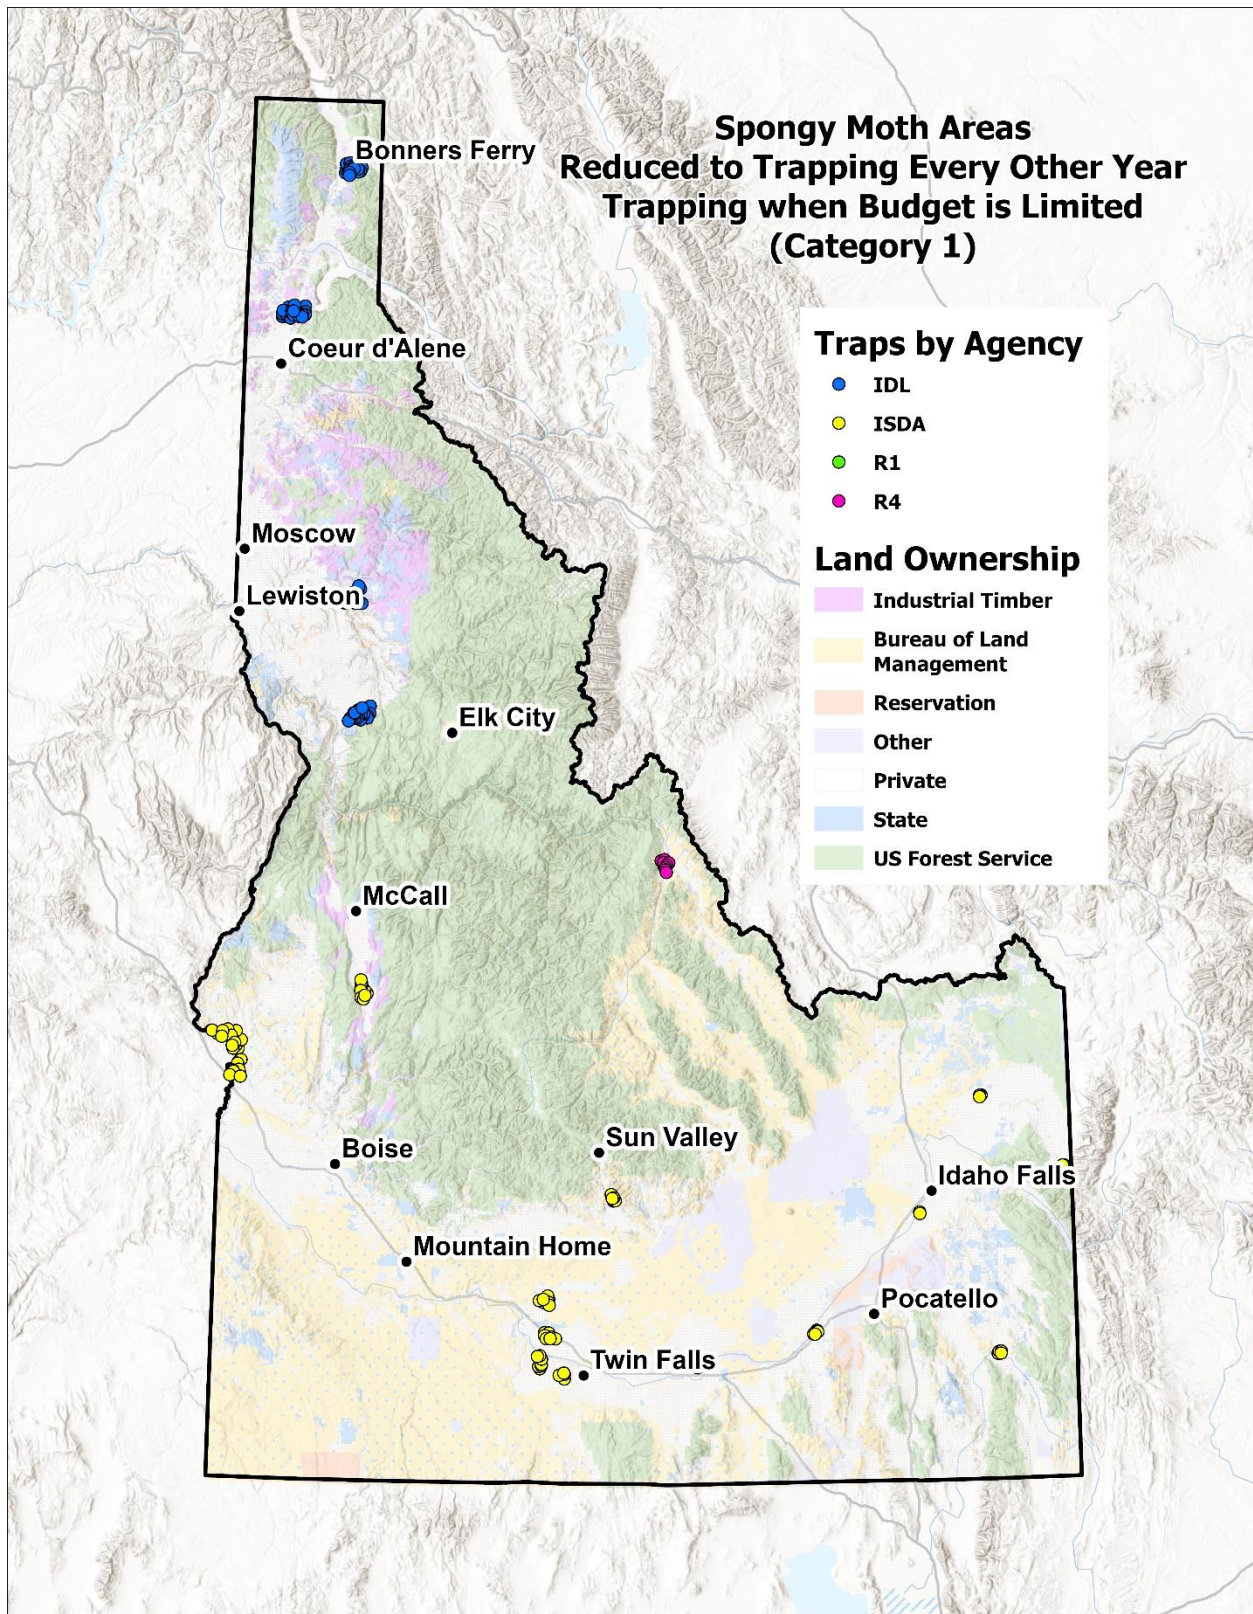 Spongy Moth Areas
Reduced to Trapping Every Other Year
Trapping when Budget is Limited
(Category 1)
Bonners Ferry
Coeur d'Alene
Moscow
Lewiston
Elk City
McCall
Boise
Sun Valley
Idaho Falls
Mountain Home
Pocatello
Twin Falls
Traps by Agency
IDL
ISDA
R1
R4
Land Ownership
Industrial Timber
Bureau of Land
Management
Reservation
Other
Private
State
US Forest Service